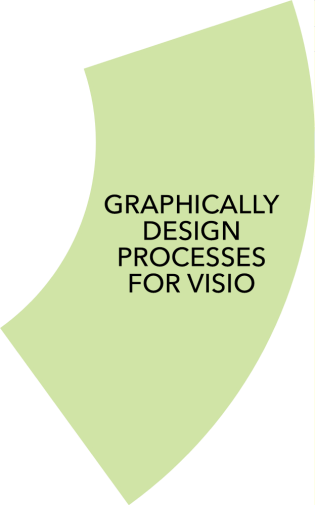 GRAPHICALLY
DESIGN
PROCESSES
FOR VISIO